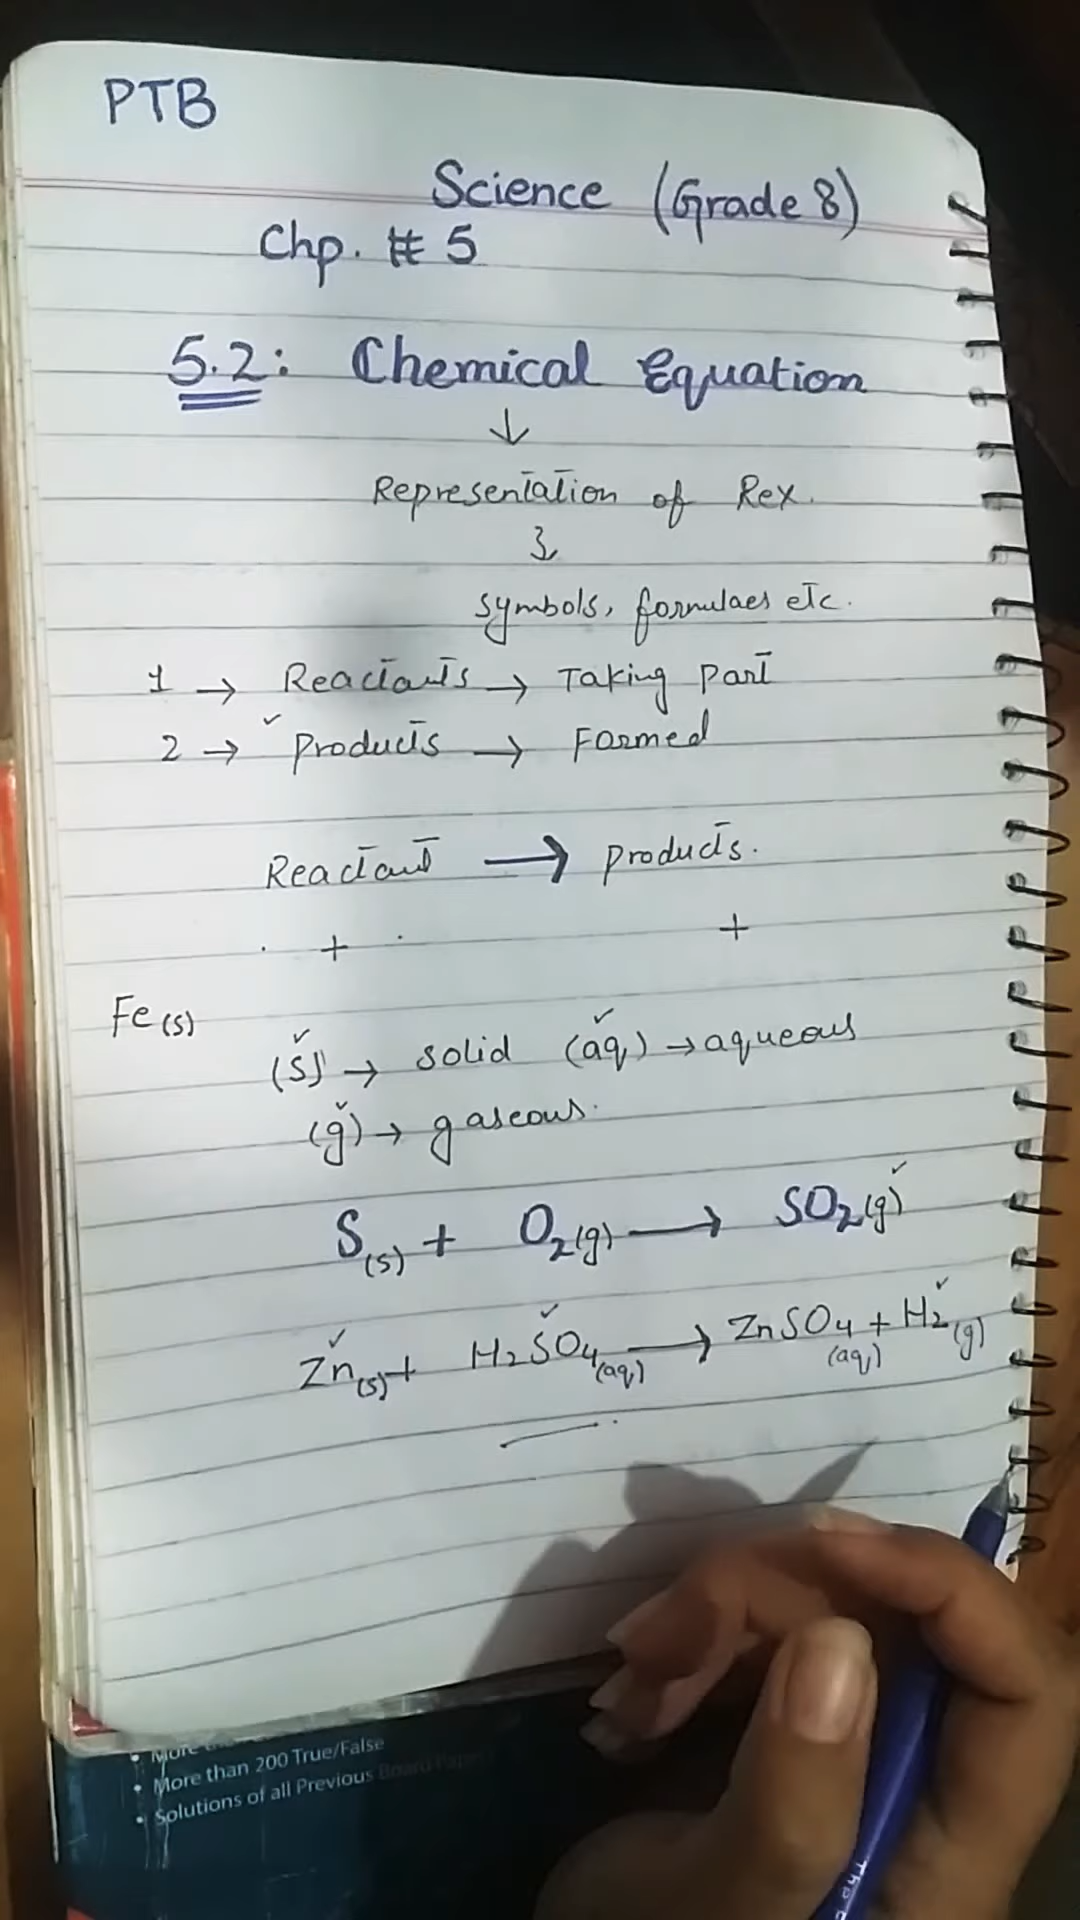 PTB
Science (Grade 8)
Chp. # 5
5.2: Chemical Equation
↓
Representation of Rex.
symbols, formulaes etc.
1 → Reactants → Taking Part
2 → Products → Formed
Reactant → products.
+ +
Fe(s)
(s) → solid (aq) → aqueous
(g) → gaseous.
S(s) + O2(g) → SO2(g)
Zn(s) + H2SO4(aq) → ZnSO4(aq) + H2(g)
• More than 200 True/False
• Solutions of all Previous Board